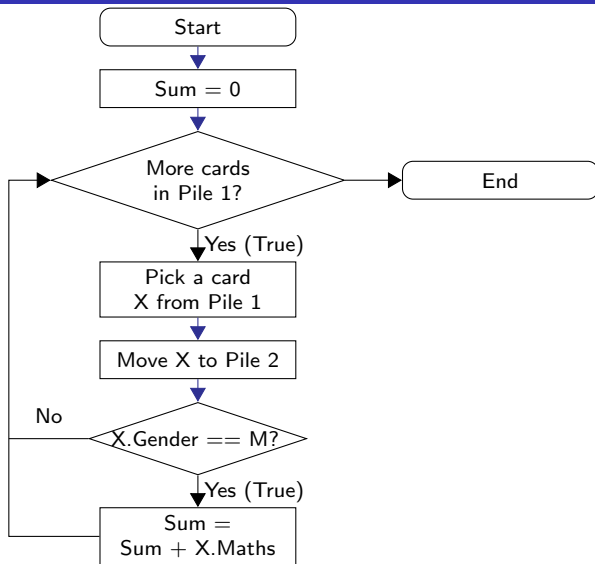 Start
Sum = 0
More cards
in Pile 1?
End
Yes (True)
Pick a card
X from Pile 1
Move X to Pile 2
No
X.Gender == M?
Yes (True)
Sum =
Sum + X.Maths